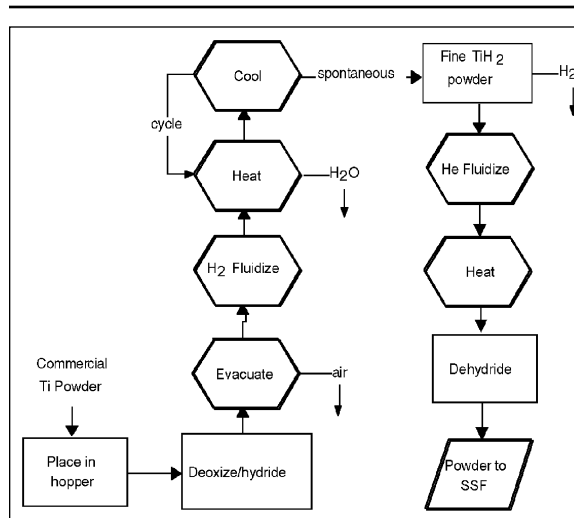 Commercial
Ti Powder
Place in
hopper
Deoxize/hydride
Evacuate
air
H2 Fluidize
Heat
H2O
cycle
Cool
spontaneous
Fine TiH2
powder
H2
He Fluidize
Heat
Dehydride
Powder to
SSF